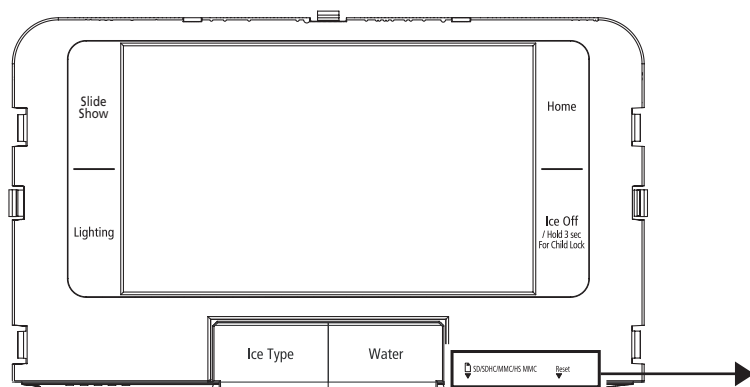 Slide
Show
Home
Lighting
Ice Off
/ Hold 3 sec
For Child Lock
Ice Type
Water
SD/SDHC/MMC/HS MMC
Reset